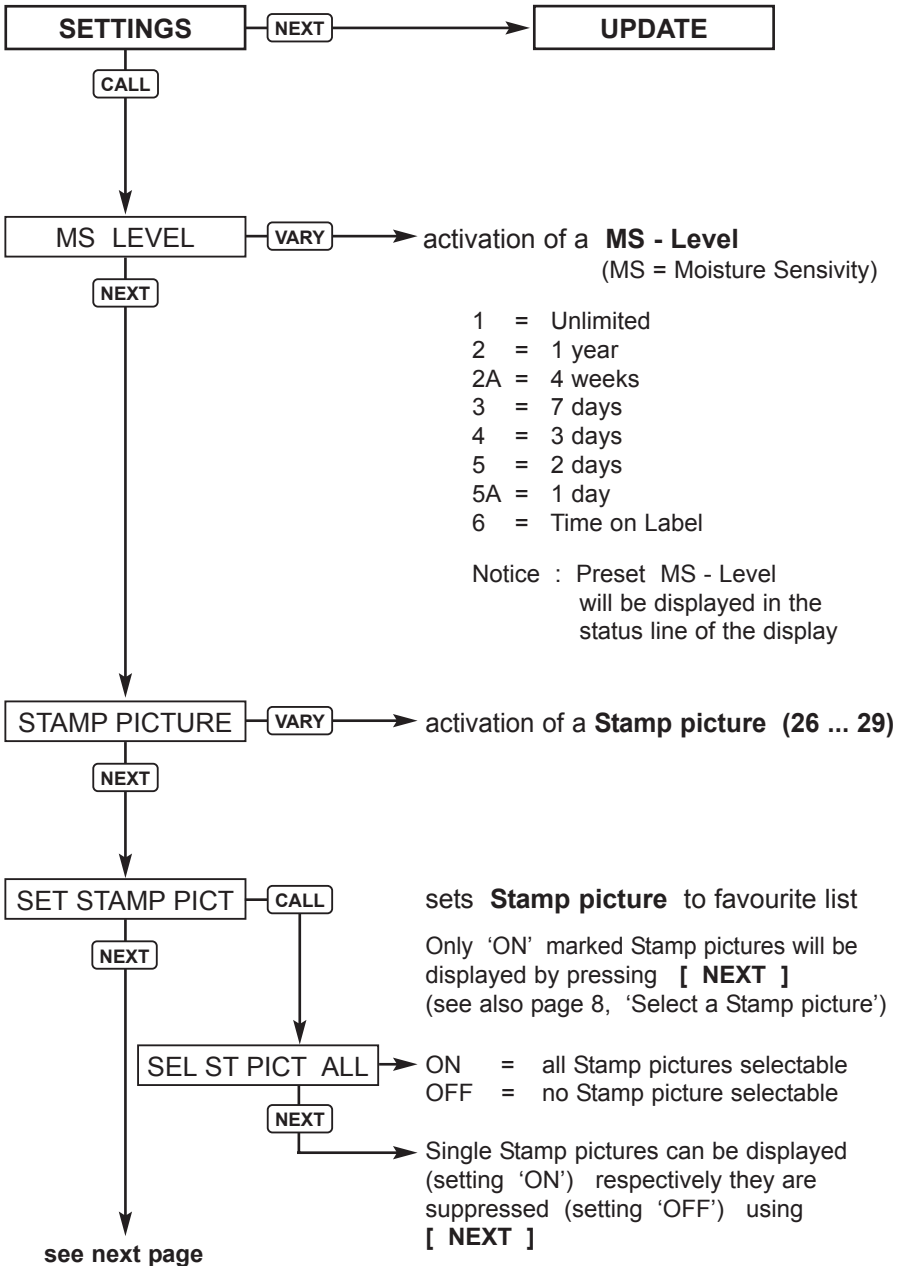 SETTINGS NEXT UPDATE
CALL
MS LEVEL VARY activation of a MS - Level
(MS = Moisture Sensivity)
NEXT
1 = Unlimited
2 = 1 year
2A = 4 weeks
3 = 7 days
4 = 3 days
5 = 2 days
5A = 1 day
6 = Time on Label
Notice : Preset MS - Level
will be displayed in the
status line of the display
STAMP PICTURE VARY activation of a Stamp picture (26 ... 29)
NEXT
SET STAMP PICT CALL sets Stamp picture to favourite list
NEXT
Only ‘ON’ marked Stamp pictures will be
displayed by pressing [ NEXT ]
(see also page 8, ‘Select a Stamp picture’)
SEL ST PICT ALL ON = all Stamp pictures selectable
OFF = no Stamp picture selectable
NEXT
Single Stamp pictures can be displayed
(setting ‘ON’) respectively they are
suppressed (setting ‘OFF’) using
[ NEXT ]
see next page